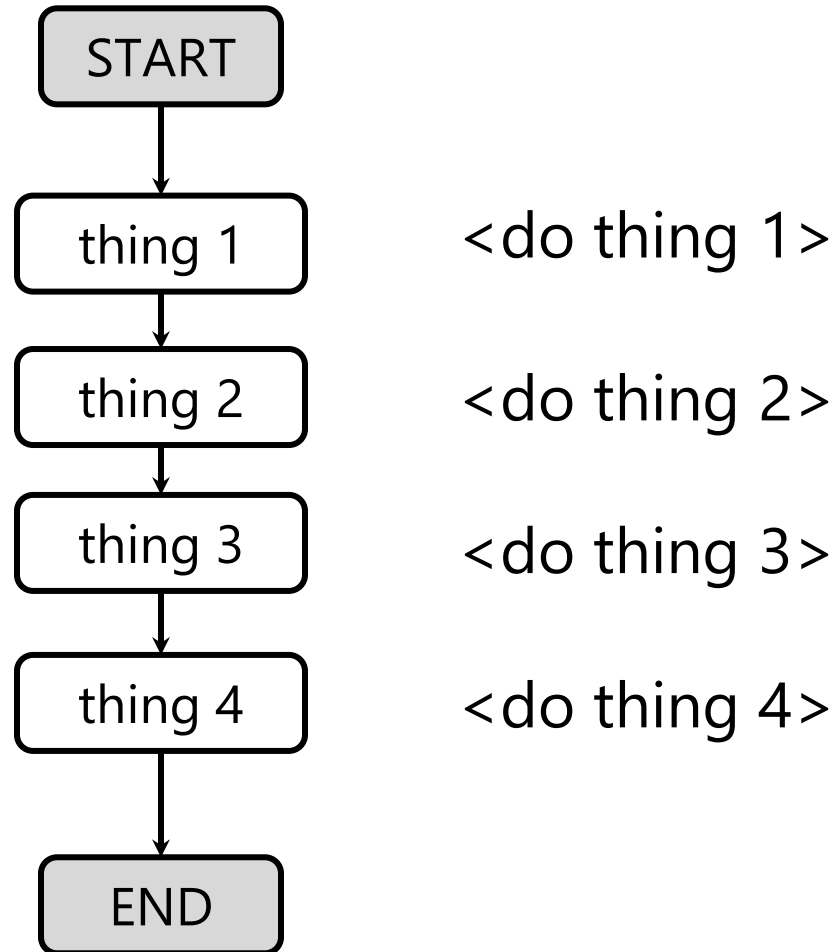 START
thing 1 <do thing 1>
thing 2 <do thing 2>
thing 3 <do thing 3>
thing 4 <do thing 4>
END